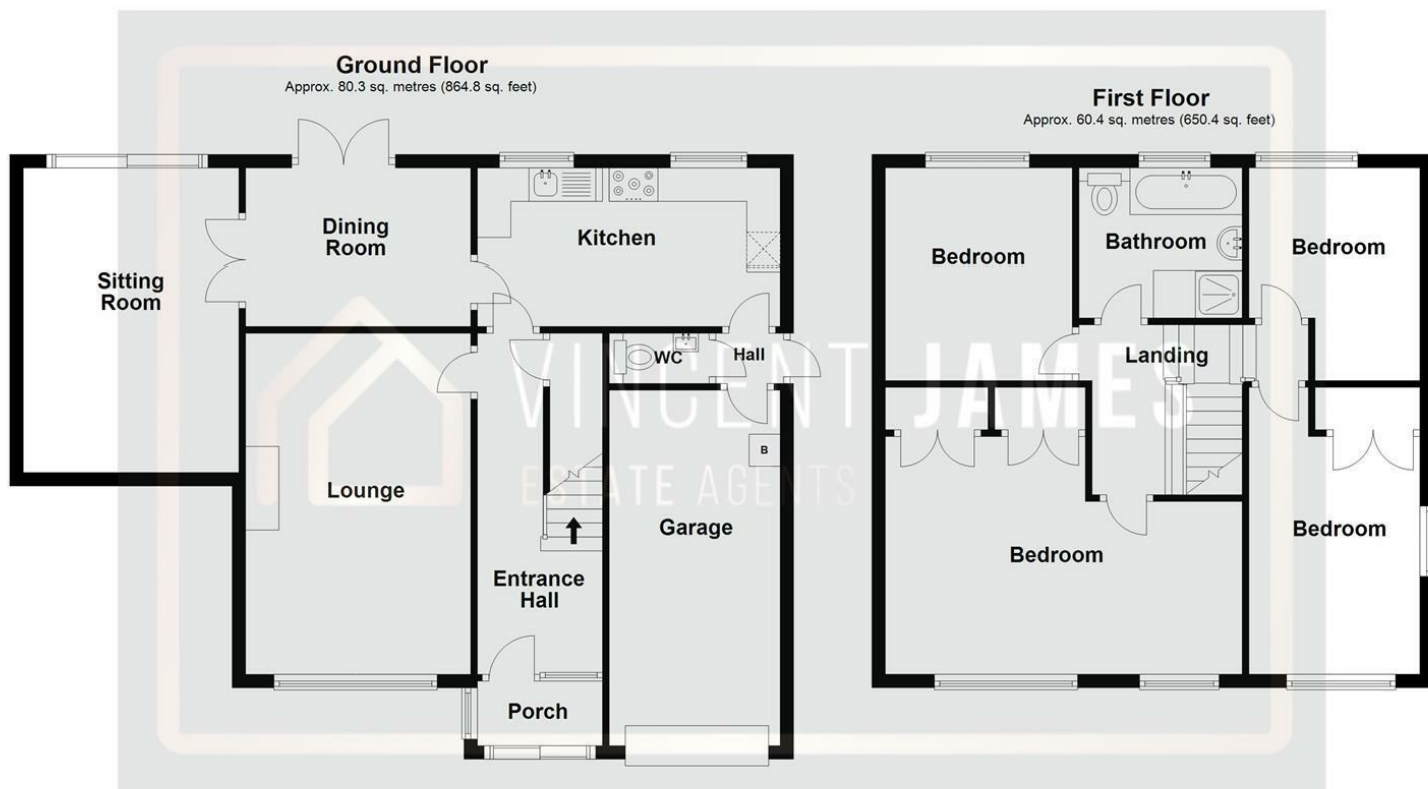 Ground Floor
Approx. 80.3 sq. metres (864.8 sq. feet)
Sitting
Room
Dining
Room
Kitchen
WC
Hall
Lounge
B
Garage
Entrance
Hall
Porch
First Floor
Approx. 60.4 sq. metres (650.4 sq. feet)
Bedroom
Bathroom
Bedroom
Landing
Bedroom
Bedroom
VINCENT JAMES
ESTATE AGENTS